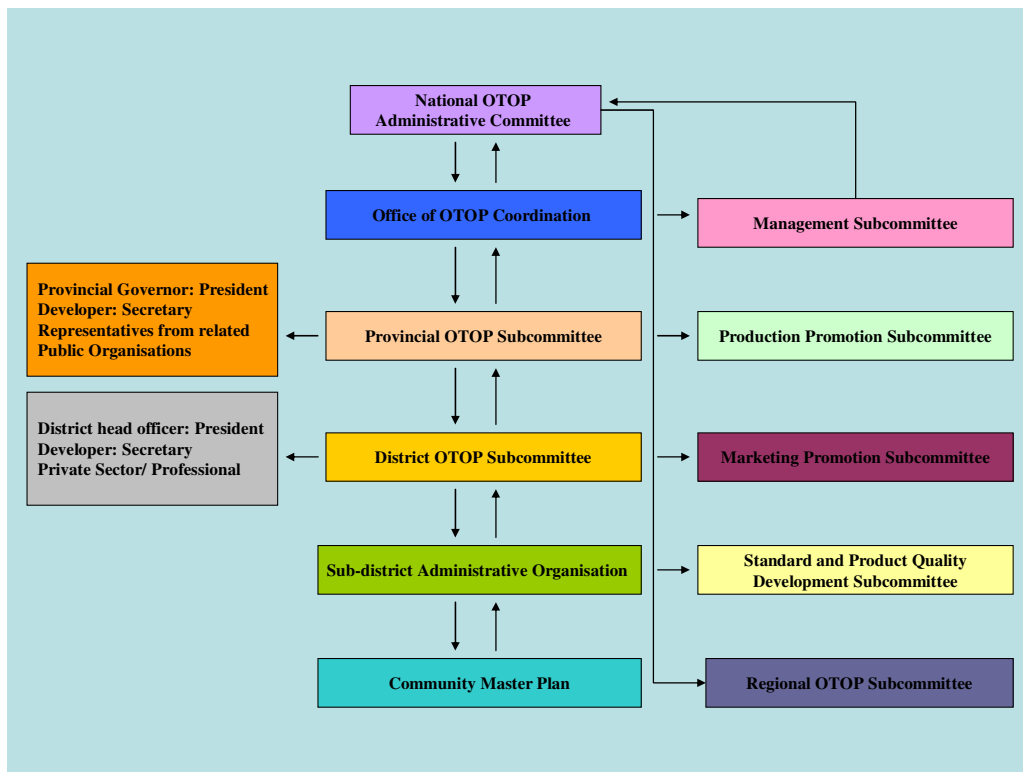 National OTOP
Administrative Committee
Office of OTOP Coordination
Management Subcommittee
Provincial Governor: President
Developer: Secretary
Representatives from related
Public Organisations
Provincial OTOP Subcommittee
Production Promotion Subcommittee
District head officer: President
Developer: Secretary
Private Sector/ Professional
District OTOP Subcommittee
Marketing Promotion Subcommittee
Sub-district Administrative Organisation
Standard and Product Quality
Development Subcommittee
Community Master Plan
Regional OTOP Subcommittee